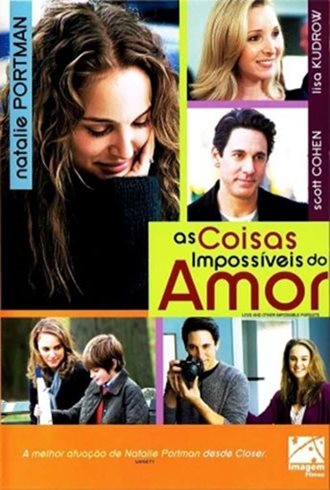 natalie PORTMAN
lisa KUDROW
scott COHEN
as Coisas
Impossíveis do
Amor
LOVE AND OTHER IMPOSSIBLE PURSUITS
A melhor atuação de Natalie Portman desde Closer.
VARIETY
Imagem
Filmes